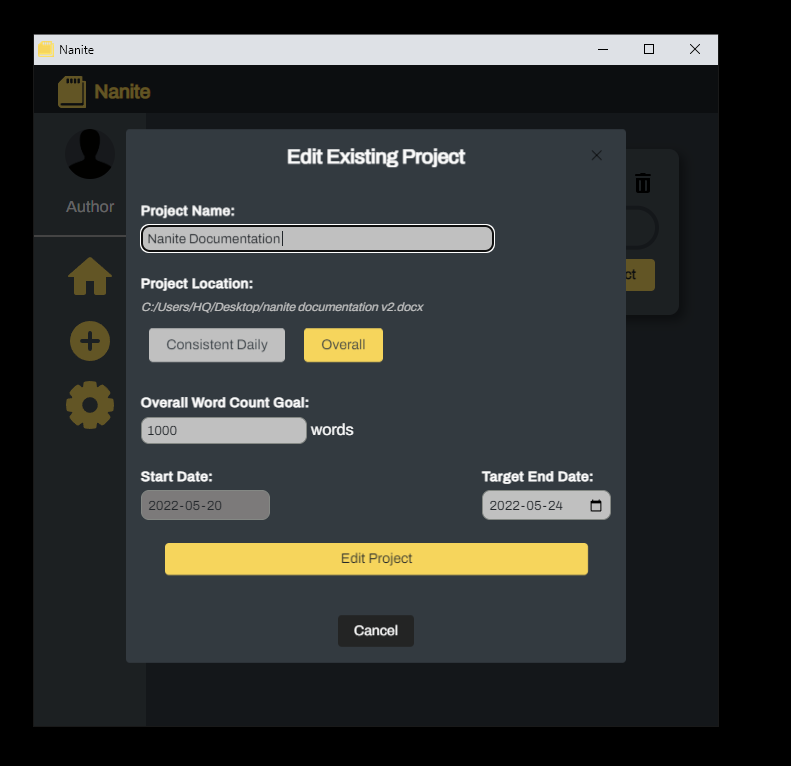 Nanite
Nanite
Author
Edit Existing Project
Project Name:
Nanite Documentation
Project Location:
C:/Users/HQ/Desktop/nanite documentation v2.docx
Consistent Daily
Overall
Overall Word Count Goal:
1000 words
Start Date:
Target End Date:
2022-05-20
2022-05-24
Edit Project
Cancel